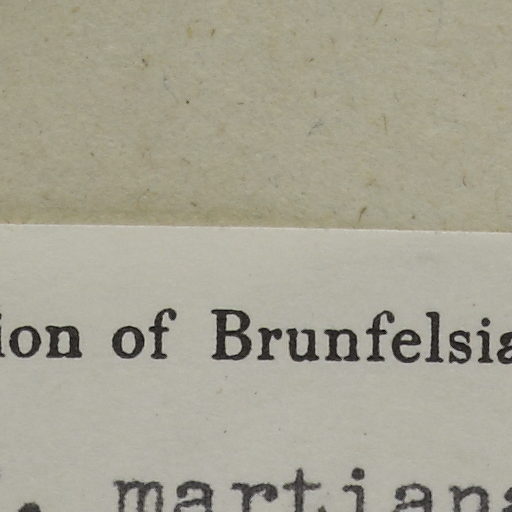 ion of Brunfelsia
. martiana